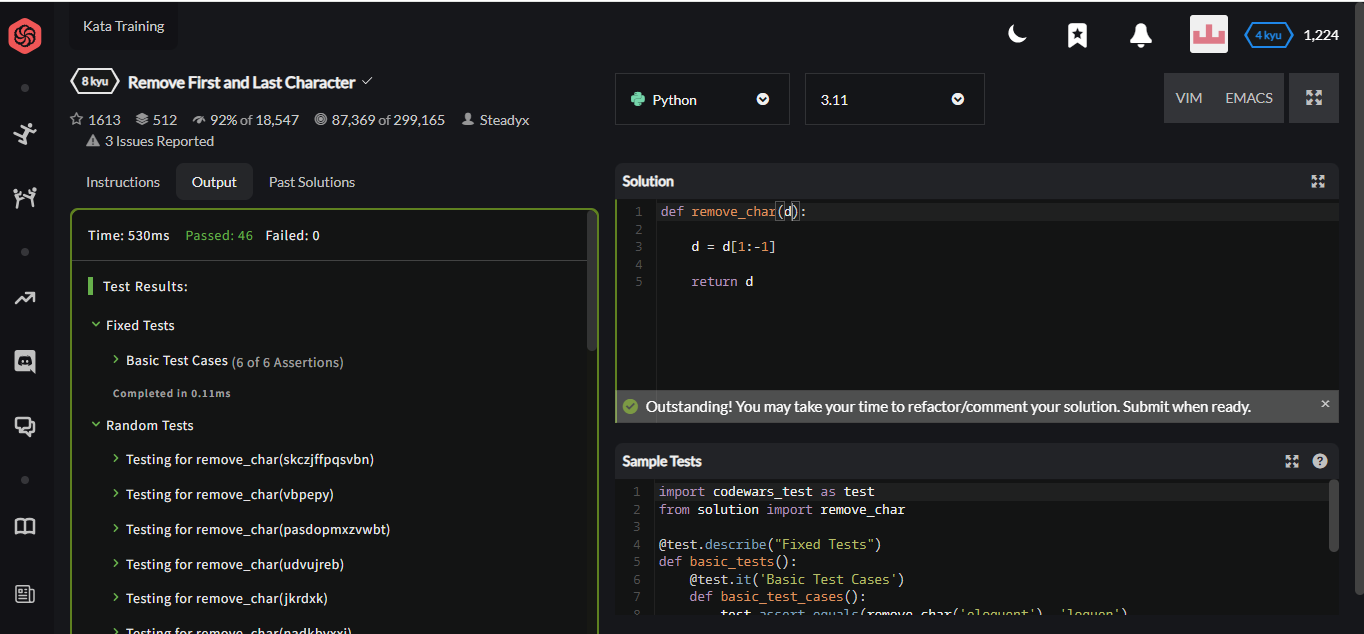 Kata Training
4 kyu 1,224
8 kyu Remove First and Last Character
1613 512 92% of 18,547 87,369 of 299,165 Steadyx
3 Issues Reported
Instructions Output Past Solutions
Time: 530ms Passed: 46 Failed: 0
Test Results:
Fixed Tests
Basic Test Cases (6 of 6 Assertions)
Completed in 0.11ms
Random Tests
Testing for remove_char(skczjffpqsvbn)
Testing for remove_char(vbpepy)
Testing for remove_char(pasdopmxzvwbt)
Testing for remove_char(udvujreb)
Testing for remove_char(jkrdxk)
Python 3.11 VIM EMACS
Solution
1 def remove_char(d):
2
3 d = d[1:-1]
4
5 return d
Outstanding! You may take your time to refactor/comment your solution. Submit when ready.
Sample Tests
1 import codewars_test as test
2 from solution import remove_char
3
4 @test.describe("Fixed Tests")
5 def basic_tests():
6 @test.it('Basic Test Cases')
7 def basic_test_cases():
8 test.assert_equals(remove_char('eloquent'), 'loquen')